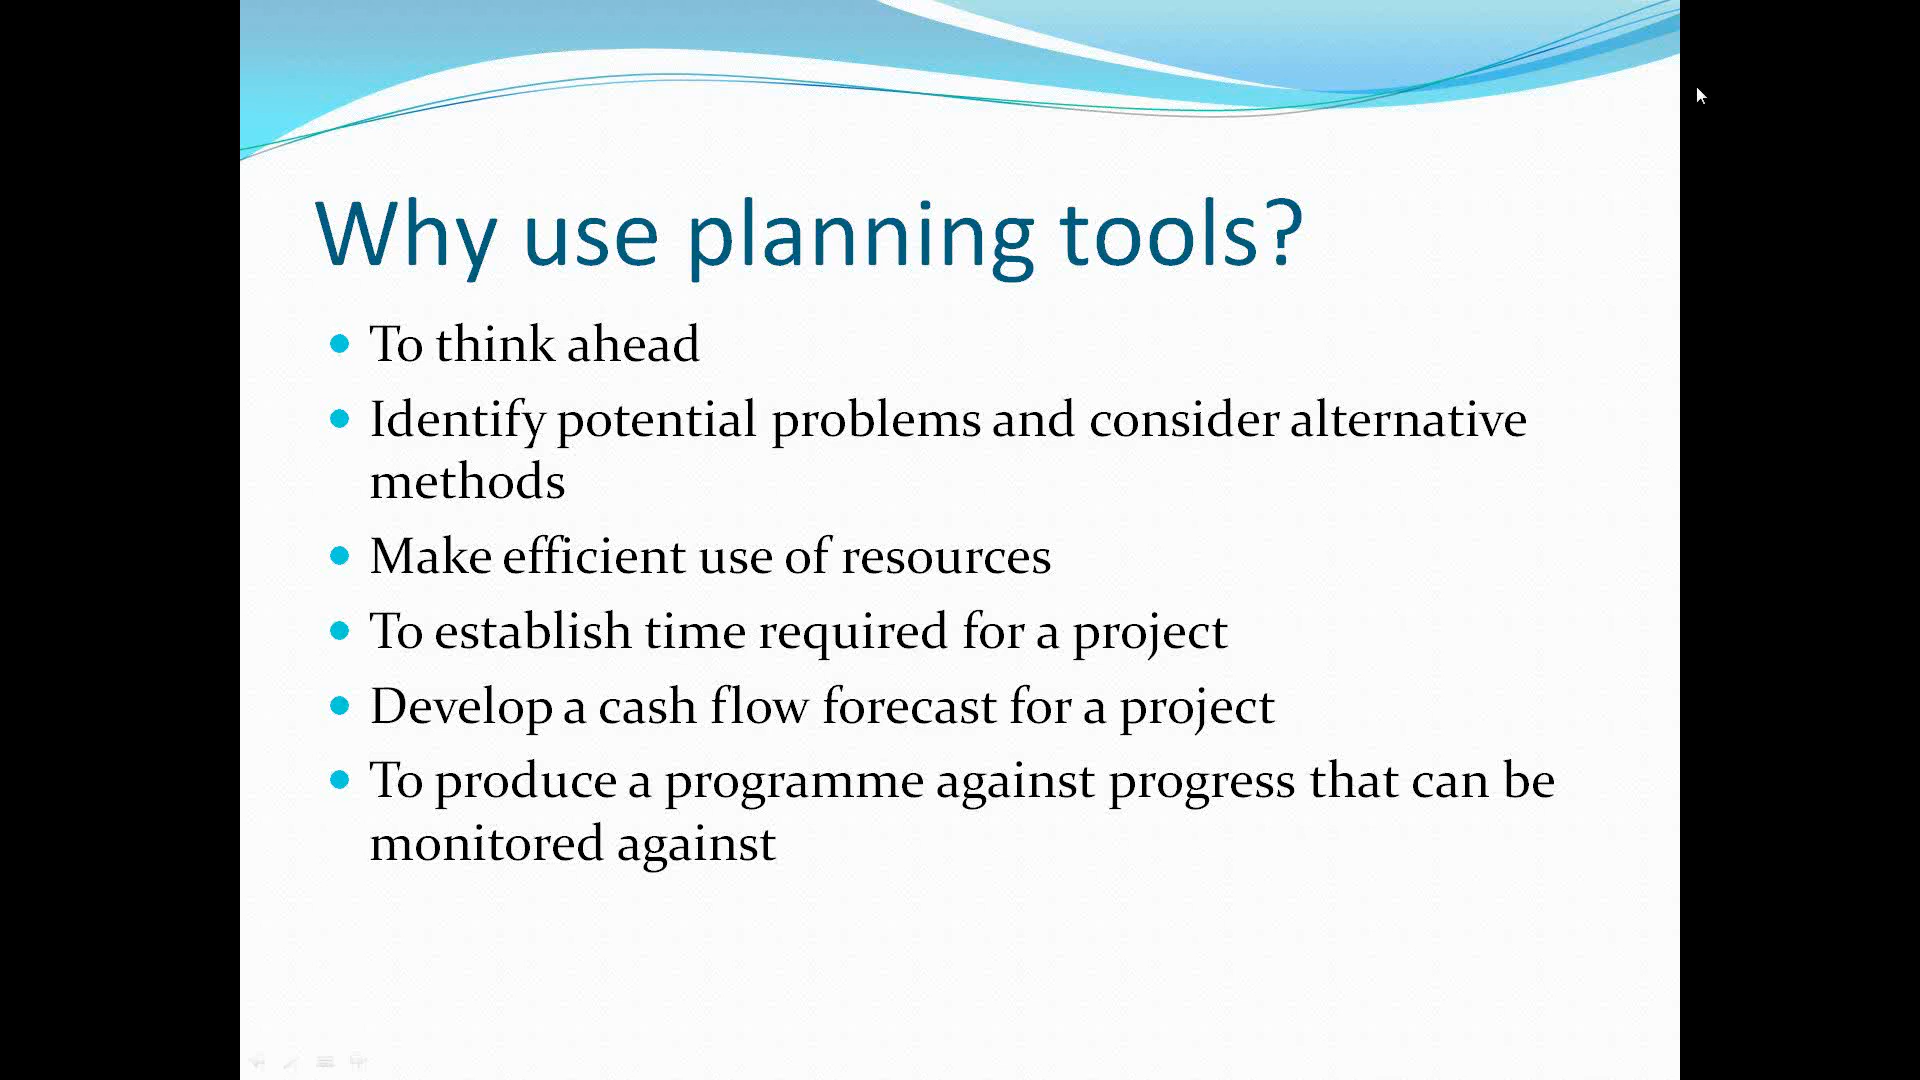 Why use planning tools?
To think ahead
Identify potential problems and consider alternative
methods
Make efficient use of resources
To establish time required for a project
Develop a cash flow forecast for a project
To produce a programme against progress that can be
monitored against